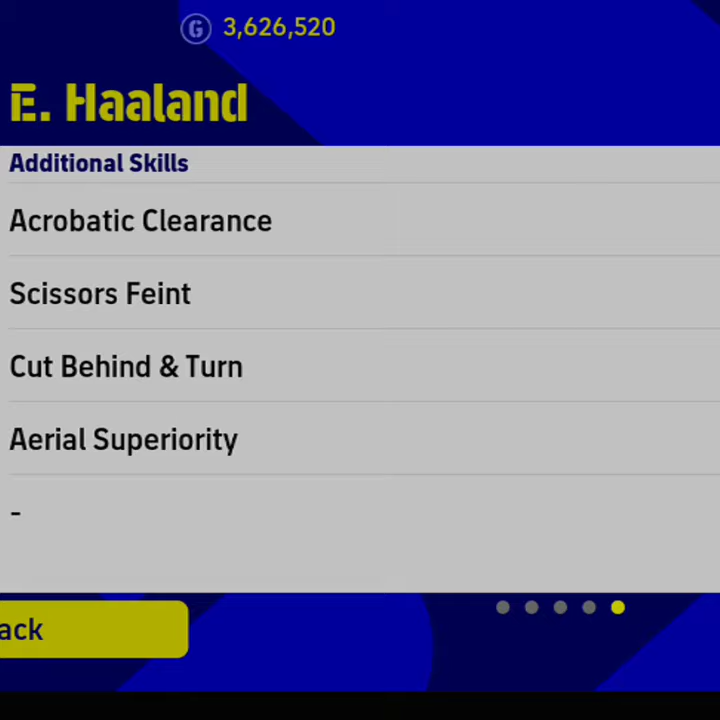 G 3,626,520
E. Haaland
Additional Skills
Acrobatic Clearance
Scissors Feint
Cut Behind & Turn
Aerial Superiority
-
ack